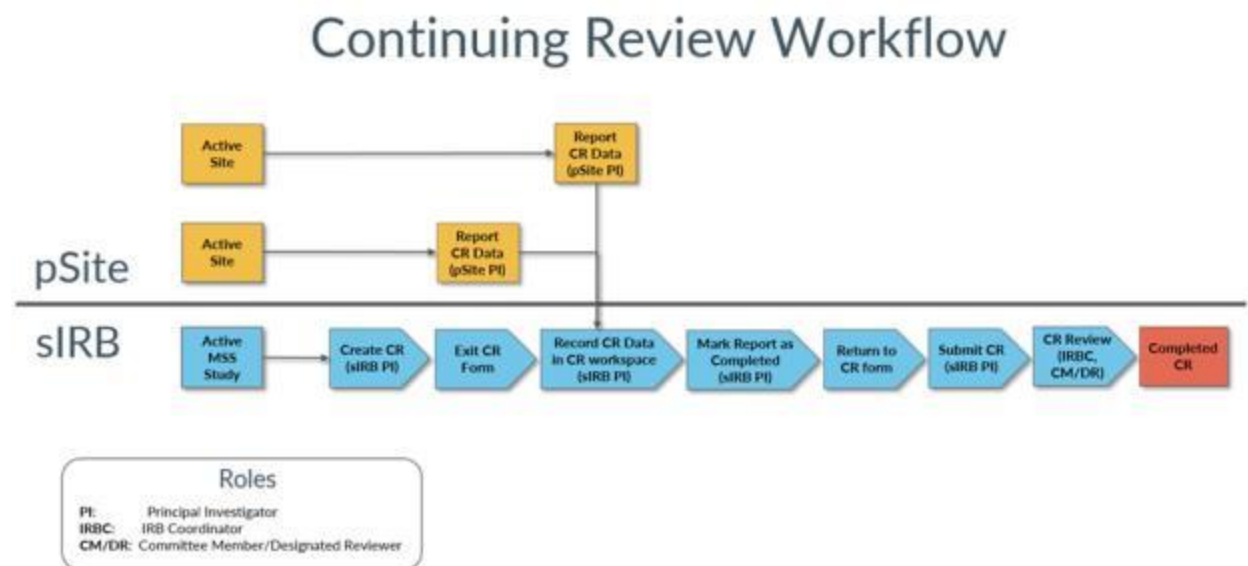 Continuing Review Workflow
Active
Site
Report
CR Data
(pSite PI)
Active
Site
Report
CR Data
(pSite PI)
pSite
sIRB
Active
MSS
Study
Create CR
(sIRB PI)
Exit CR
Form
Record CR Data
in CR workspace
(sIRB PI)
Mark Report as
Completed
(sIRB PI)
Return to
CR form
Submit CR
(sIRB PI)
CR Review
(IRBC,
CM/DR)
Completed
CR
Roles
PI: Principal Investigator
IRBC: IRB Coordinator
CM/DR: Committee Member/Designated Reviewer